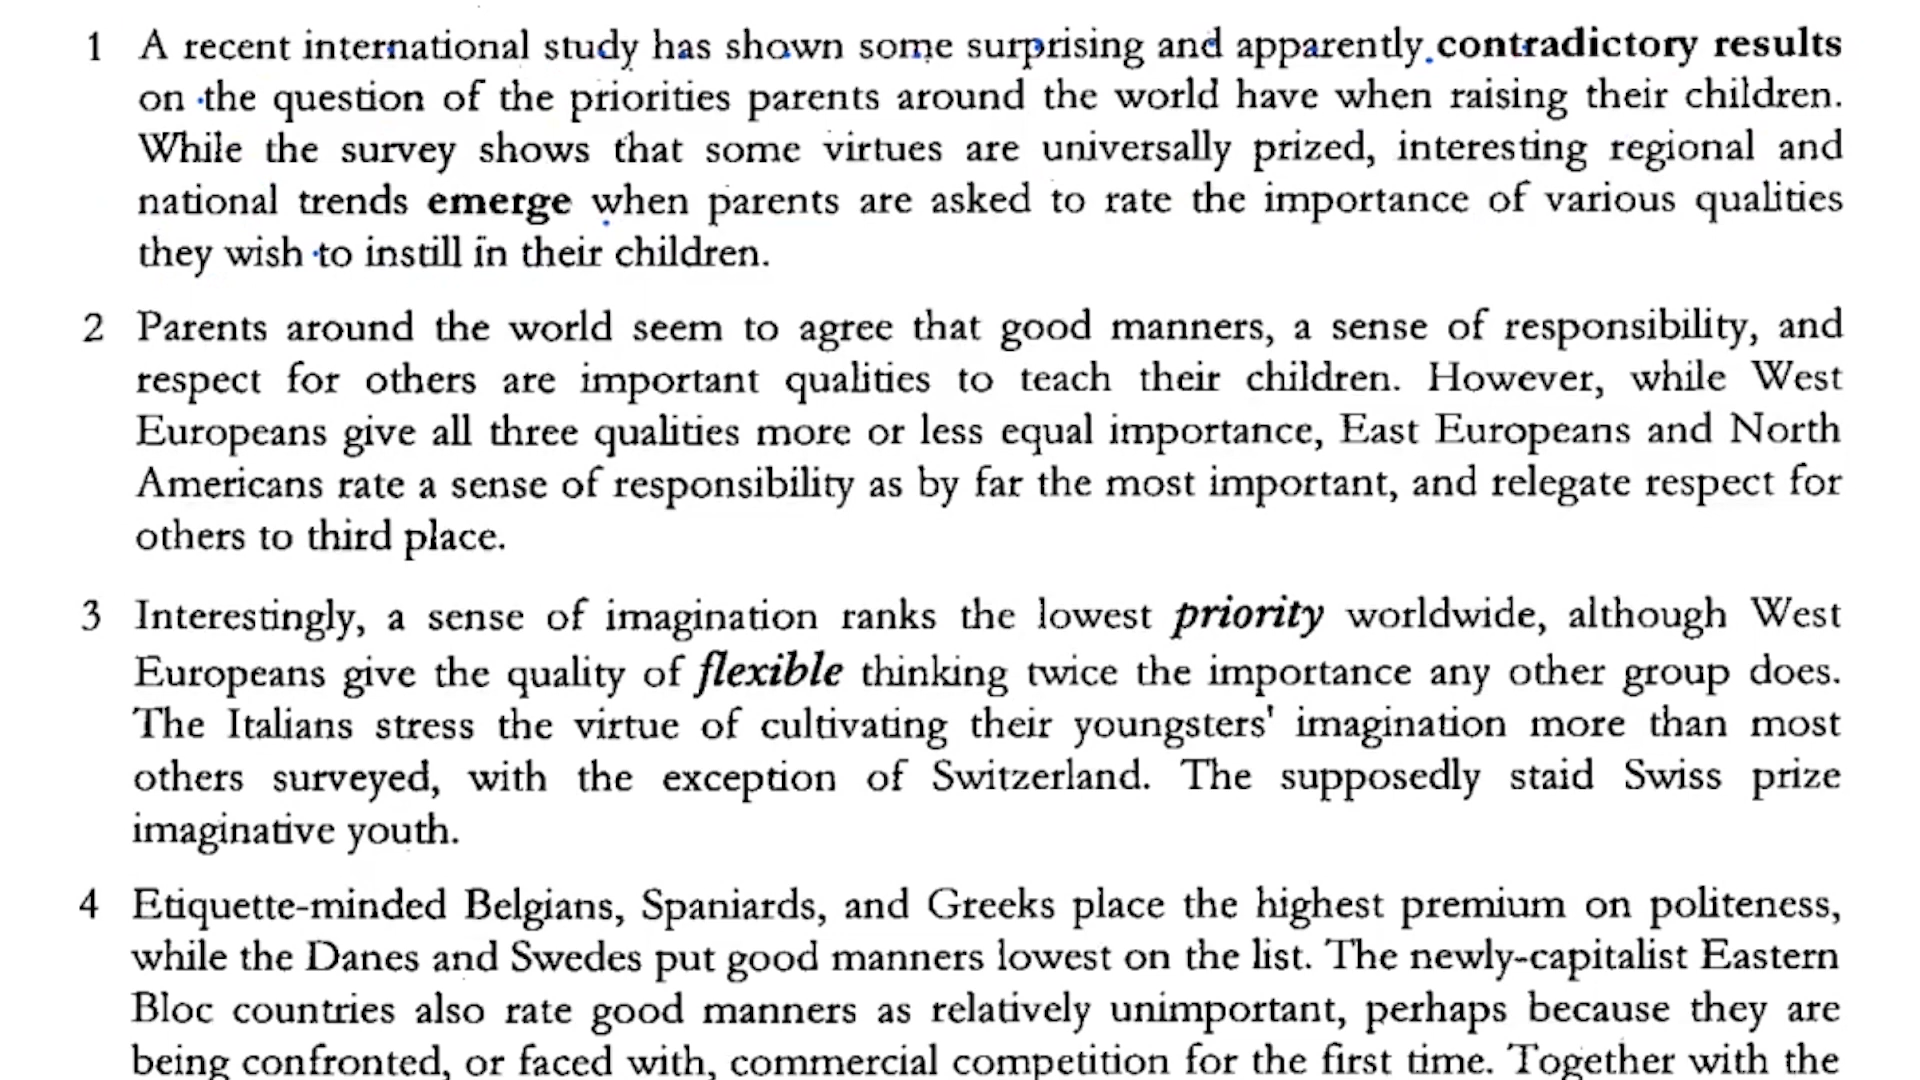 1 A recent international study has shown some surprising and apparently contradictory results
on the question of the priorities parents around the world have when raising their children.
While the survey shows that some virtues are universally prized, interesting regional and
national trends emerge when parents are asked to rate the importance of various qualities
they wish to instill in their children.
2 Parents around the world seem to agree that good manners, a sense of responsibility, and
respect for others are important qualities to teach their children. However, while West
Europeans give all three qualities more or less equal importance, East Europeans and North
Americans rate a sense of responsibility as by far the most important, and relegate respect for
others to third place.
3 Interestingly, a sense of imagination ranks the lowest priority worldwide, although West
Europeans give the quality of flexible thinking twice the importance any other group does.
The Italians stress the virtue of cultivating their youngsters' imagination more than most
others surveyed, with the exception of Switzerland. The supposedly staid Swiss prize
imaginative youth.
4 Etiquette-minded Belgians, Spaniards, and Greeks place the highest premium on politeness,
while the Danes and Swedes put good manners lowest on the list. The newly-capitalist Eastern
Bloc countries also rate good manners as relatively unimportant, perhaps because they are
being confronted, or faced with, commercial competition for the first time. Together with the